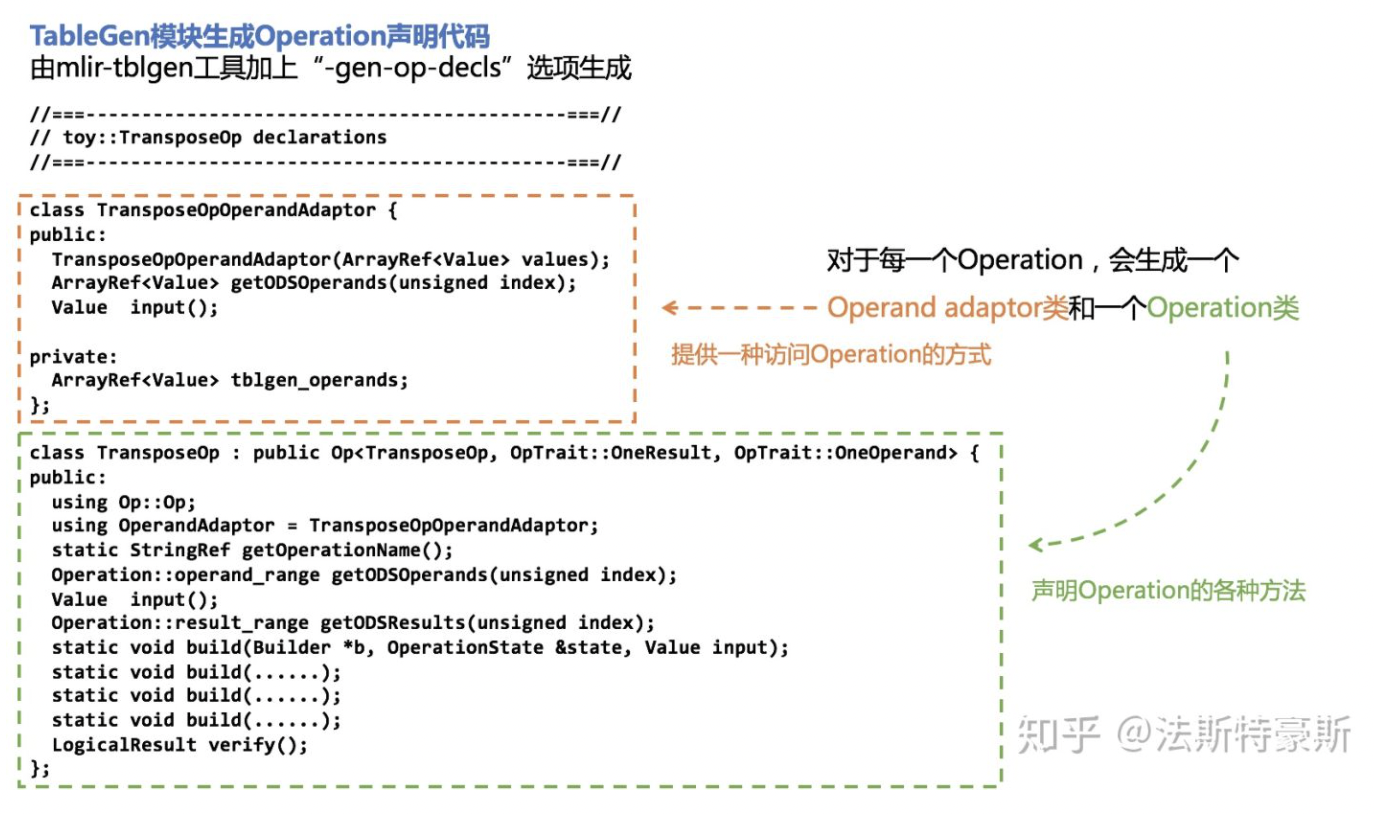 TableGen模块生成Operation声明代码
由mlir-tblgen工具加上“-gen-op-decls”选项生成
//===-------------------------------------------===//
// toy::TransposeOp declarations
//===-------------------------------------------===//
class TransposeOpOperandAdaptor {
public:
  TransposeOpOperandAdaptor(ArrayRef<Value> values);
  ArrayRef<Value> getODSOperands(unsigned index);
  Value  input();
private:
  ArrayRef<Value> tblgen_operands;
};
对于每一个Operation，会生成一个
Operand adaptor类和一个Operation类
提供一种访问Operation的方式
class TransposeOp : public Op<TransposeOp, OpTrait::OneResult, OpTrait::OneOperand> {
public:
  using Op::Op;
  using OperandAdaptor = TransposeOpOperandAdaptor;
  static StringRef getOperationName();
  Operation::operand_range getODSOperands(unsigned index);
  Value  input();
  Operation::result_range getODSResults(unsigned index);
  static void build(Builder *b, OperationState &state, Value input);
  static void build(......);
  static void build(......);
  static void build(......);
  LogicalResult verify();
};
声明Operation的各种方法
知乎 @法斯特豪斯